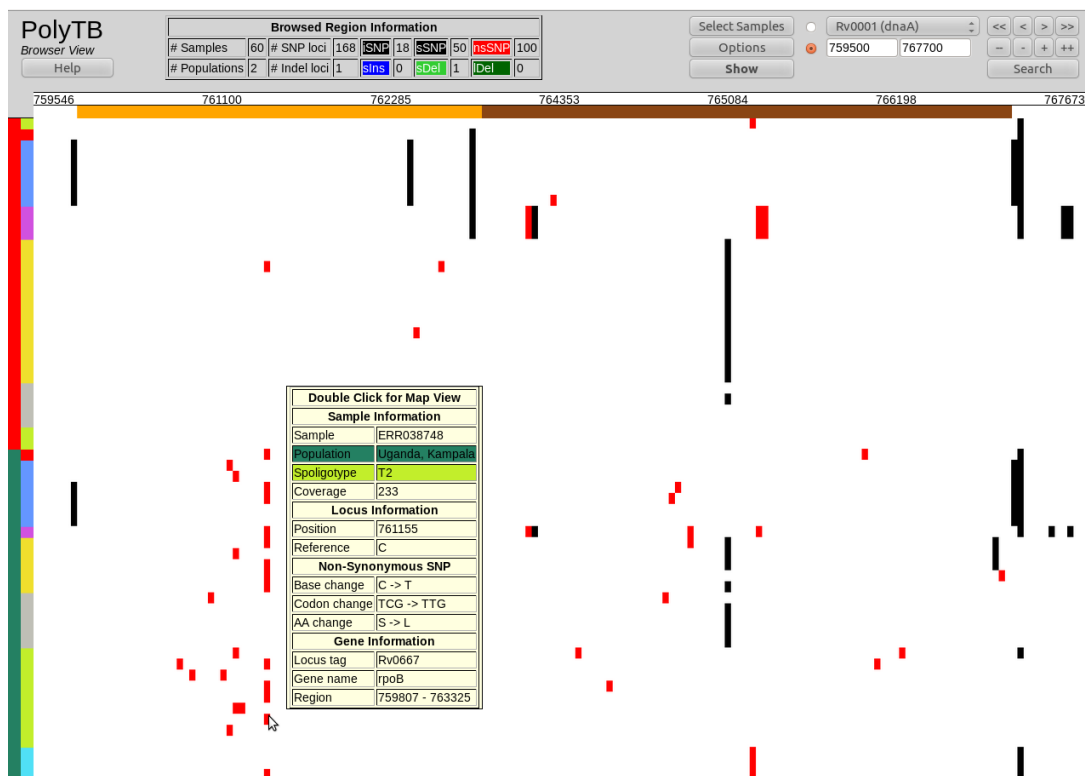 PolyTB
Browser View
Help
Browsed Region Information
# Samples 60 # SNP loci 168 iSNP 18 sSNP 50 nsSNP 100
# Populations 2 # Indel loci 1 sIns 0 sDel 1 lDel 0
Select Samples Rv0001 (dnaA) << < > >>
Options 759500 767700 -- - + ++
Show Search
759546 761100 762285 764353 765084 766198 767673
Double Click for Map View
Sample Information
Sample ERR038748
Population Uganda, Kampala
Spoligotype T2
Coverage 233
Locus Information
Position 761155
Reference C
Non-Synonymous SNP
Base change C -> T
Codon change TCG -> TTG
AA change S -> L
Gene Information
Locus tag Rv0667
Gene name rpoB
Region 759807 - 763325